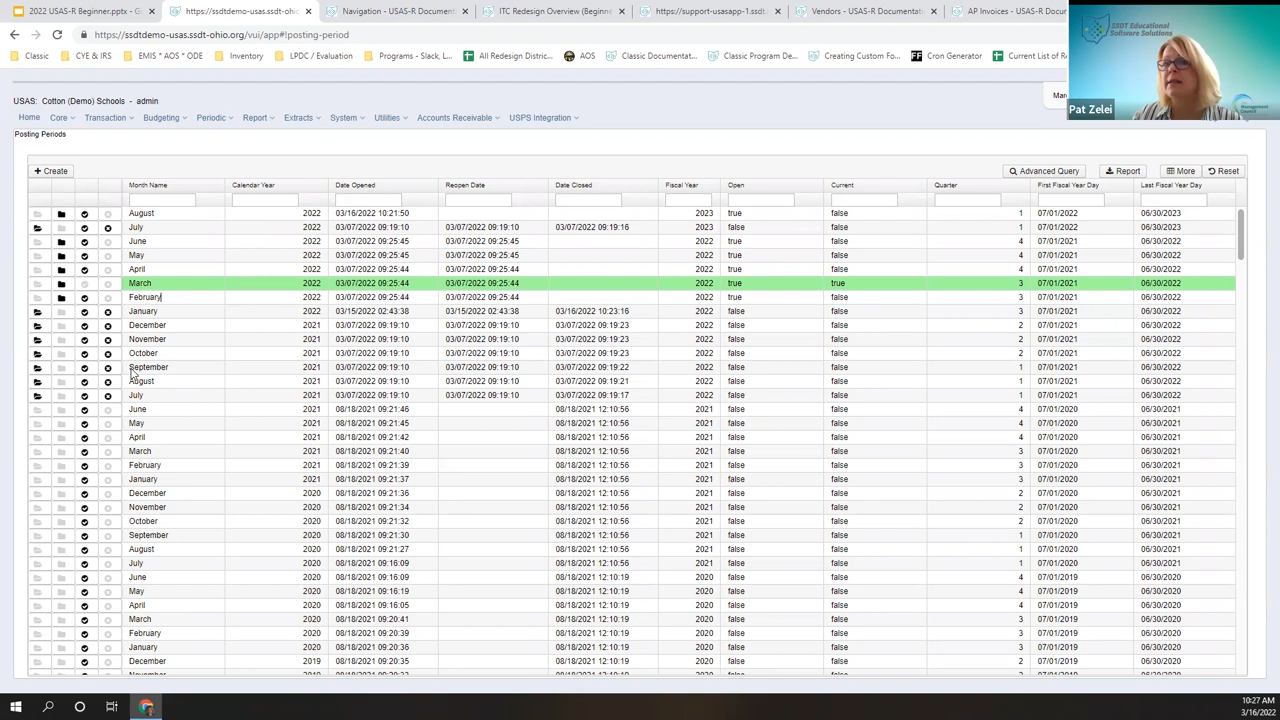 2022 USAS-R Beginner.pptx - G
https://ssdtdemo-usas.ssdt-ohi
Navigation - USAS-R Documenta
ITC Redesign Overview (Beginne
https://support-usasapp-1.ssdt
Vendors - USAS-R Documentat
AP Invoices - USAS-R Docum
https://ssdtdemo-usas.ssdt-ohio.org/vui/app#!posting-period
Classic
CYE & IRS
EMIS * AOS * ODE
Inventory
LPDC / Evaluation
Programs - Slack, L...
All Redesign Distri...
AOS
Classic Documentat...
Classic Program De...
Creating Custom Fo...
Cron Generator
Current List of R
SSDT Educational
Software Solutions
Management
Council
Pat Zelei
USAS: Cotton (Demo) Schools - admin
Mar
Home Core Transaction Budgeting Periodic Report Extracts System Utilities Accounts Receivable USPS Integration
Posting Periods
Create Advanced Query Report More Reset
Month Name Calendar Year Date Opened Reopen Date Date Closed Fiscal Year Open Current Quarter First Fiscal Year Day Last Fiscal Year Day
August 2022 03/16/2022 10:21:50 2023 true false 1 07/01/2022 06/30/2023
July 2022 03/07/2022 09:19:10 03/07/2022 09:19:10 03/07/2022 09:19:16 2023 false false 1 07/01/2022 06/30/2023
June 2022 03/07/2022 09:25:45 03/07/2022 09:25:45 2022 true false 4 07/01/2021 06/30/2022
May 2022 03/07/2022 09:25:45 03/07/2022 09:25:45 2022 true false 4 07/01/2021 06/30/2022
April 2022 03/07/2022 09:25:44 03/07/2022 09:25:44 2022 true false 4 07/01/2021 06/30/2022
March 2022 03/07/2022 09:25:44 03/07/2022 09:25:44 2022 true true 3 07/01/2021 06/30/2022
February 2022 03/07/2022 09:25:44 03/07/2022 09:25:44 2022 true false 3 07/01/2021 06/30/2022
January 2022 03/15/2022 02:43:38 03/15/2022 02:43:38 03/16/2022 10:23:16 2022 false false 3 07/01/2021 06/30/2022
December 2021 03/07/2022 09:19:10 03/07/2022 09:19:10 03/07/2022 09:19:23 2022 false false 2 07/01/2021 06/30/2022
November 2021 03/07/2022 09:19:10 03/07/2022 09:19:10 03/07/2022 09:19:23 2022 false false 2 07/01/2021 06/30/2022
October 2021 03/07/2022 09:19:10 03/07/2022 09:19:10 03/07/2022 09:19:23 2022 false false 2 07/01/2021 06/30/2022
September 2021 03/07/2022 09:19:10 03/07/2022 09:19:10 03/07/2022 09:19:22 2022 false false 1 07/01/2021 06/30/2022
August 2021 03/07/2022 09:19:10 03/07/2022 09:19:10 03/07/2022 09:19:21 2022 false false 1 07/01/2021 06/30/2022
July 2021 03/07/2022 09:19:10 03/07/2022 09:19:10 03/07/2022 09:19:17 2022 false false 1 07/01/2021 06/30/2022
June 2021 08/18/2021 09:21:46 08/18/2021 12:10:56 2021 false false 4 07/01/2020 06/30/2021
May 2021 08/18/2021 09:21:45 08/18/2021 12:10:56 2021 false false 4 07/01/2020 06/30/2021
April 2021 08/18/2021 09:21:42 08/18/2021 12:10:56 2021 false false 4 07/01/2020 06/30/2021
March 2021 08/18/2021 09:21:40 08/18/2021 12:10:56 2021 false false 3 07/01/2020 06/30/2021
February 2021 08/18/2021 09:21:39 08/18/2021 12:10:56 2021 false false 3 07/01/2020 06/30/2021
January 2021 08/18/2021 09:21:37 08/18/2021 12:10:56 2021 false false 3 07/01/2020 06/30/2021
December 2020 08/18/2021 09:21:36 08/18/2021 12:10:56 2021 false false 2 07/01/2020 06/30/2021
November 2020 08/18/2021 09:21:34 08/18/2021 12:10:56 2021 false false 2 07/01/2020 06/30/2021
October 2020 08/18/2021 09:21:32 08/18/2021 12:10:56 2021 false false 2 07/01/2020 06/30/2021
September 2020 08/18/2021 09:21:30 08/18/2021 12:10:56 2021 false false 1 07/01/2020 06/30/2021
August 2020 08/18/2021 09:21:27 08/18/2021 12:10:56 2021 false false 1 07/01/2020 06/30/2021
July 2020 08/18/2021 09:16:09 08/18/2021 12:10:56 2021 false false 1 07/01/2020 06/30/2021
June 2020 08/18/2021 09:16:09 08/18/2021 12:10:19 2020 false false 4 07/01/2019 06/30/2020
May 2020 08/18/2021 09:16:19 08/18/2021 12:10:19 2020 false false 4 07/01/2019 06/30/2020
April 2020 08/18/2021 09:16:05 08/18/2021 12:10:19 2020 false false 4 07/01/2019 06/30/2020
March 2020 08/18/2021 09:20:41 08/18/2021 12:10:19 2020 false false 3 07/01/2019 06/30/2020
February 2020 08/18/2021 09:20:39 08/18/2021 12:10:19 2020 false false 3 07/01/2019 06/30/2020
January 2020 08/18/2021 09:20:37 08/18/2021 12:10:19 2020 false false 3 07/01/2019 06/30/2020
December 2019 08/18/2021 09:20:35 08/18/2021 12:10:19 2020 false false 2 07/01/2019 06/30/2020
10:27 AM
3/16/2022